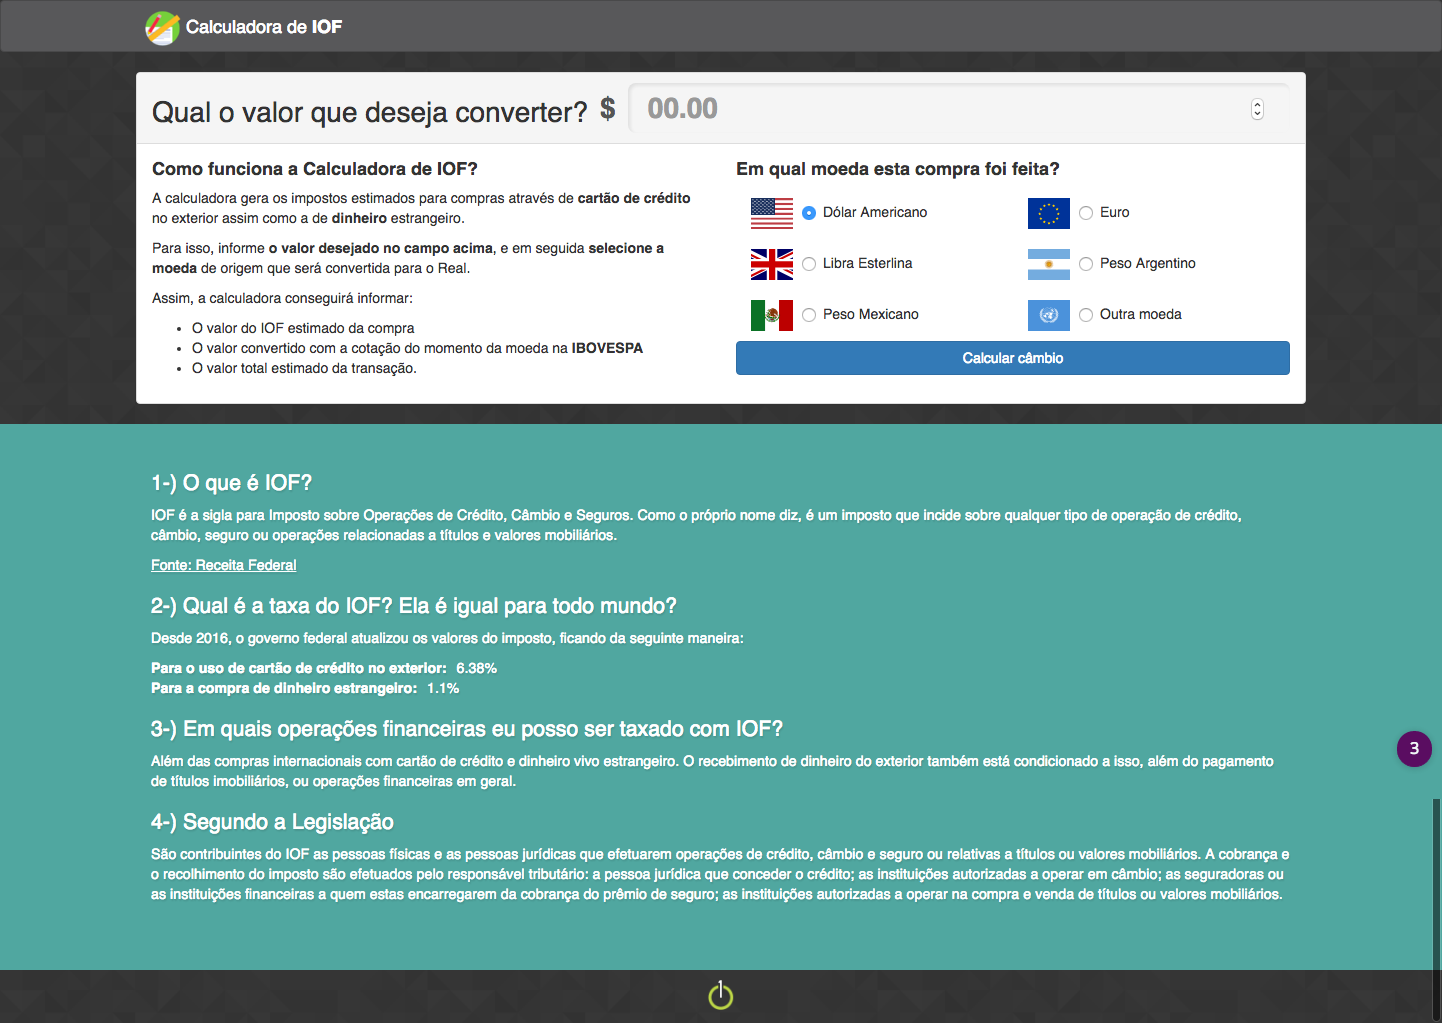 Calculadora de IOF
Qual o valor que deseja converter? $ 00.00
Como funciona a Calculadora de IOF?
A calculadora gera os impostos estimados para compras através de cartão de crédito
no exterior assim como a de dinheiro estrangeiro.
Para isso, informe o valor desejado no campo acima, e em seguida selecione a
moeda de origem que será convertida para o Real.
Assim, a calculadora conseguirá informar:
• O valor do IOF estimado da compra
• O valor convertido com a cotação do momento da moeda na IBOVESPA
• O valor total estimado da transação.
Em qual moeda esta compra foi feita?
Dólar Americano
Euro
Libra Esterlina
Peso Argentino
Peso Mexicano
Outra moeda
Calcular câmbio
1-) O que é IOF?
IOF é a sigla para Imposto sobre Operações de Crédito, Câmbio e Seguros. Como o próprio nome diz, é um imposto que incide sobre qualquer tipo de operação de crédito,
câmbio, seguro ou operações relacionadas a títulos e valores mobiliários.
Fonte: Receita Federal
2-) Qual é a taxa do IOF? Ela é igual para todo mundo?
Desde 2016, o governo federal atualizou os valores do imposto, ficando da seguinte maneira:
Para o uso de cartão de crédito no exterior: 6.38%
Para a compra de dinheiro estrangeiro: 1.1%
3-) Em quais operações financeiras eu posso ser taxado com IOF?
Além das compras internacionais com cartão de crédito e dinheiro vivo estrangeiro. O recebimento de dinheiro do exterior também está condicionado a isso, além do pagamento
de títulos imobiliários, ou operações financeiras em geral.
3
4-) Segundo a Legislação
São contribuintes do IOF as pessoas físicas e as pessoas jurídicas que efetuarem operações de crédito, câmbio e seguro ou relativas a títulos ou valores mobiliários. A cobrança e
o recolhimento do imposto são efetuados pelo responsável tributário: a pessoa jurídica que conceder o crédito; as instituições autorizadas a operar em câmbio; as seguradoras ou
as instituições financeiras a quem estas encarregarem da cobrança do prêmio de seguro; as instituições autorizadas a operar na compra e venda de títulos ou valores mobiliários.
1